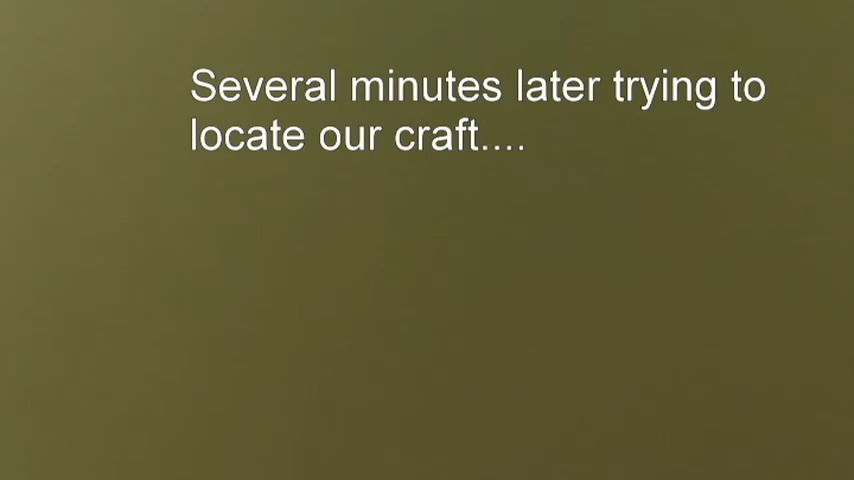 Several minutes later trying to
locate our craft....